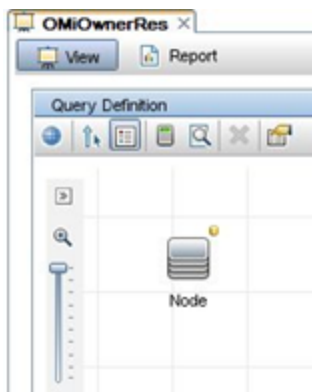 OMiOwnerRes
View
Report
Query Definition
Node